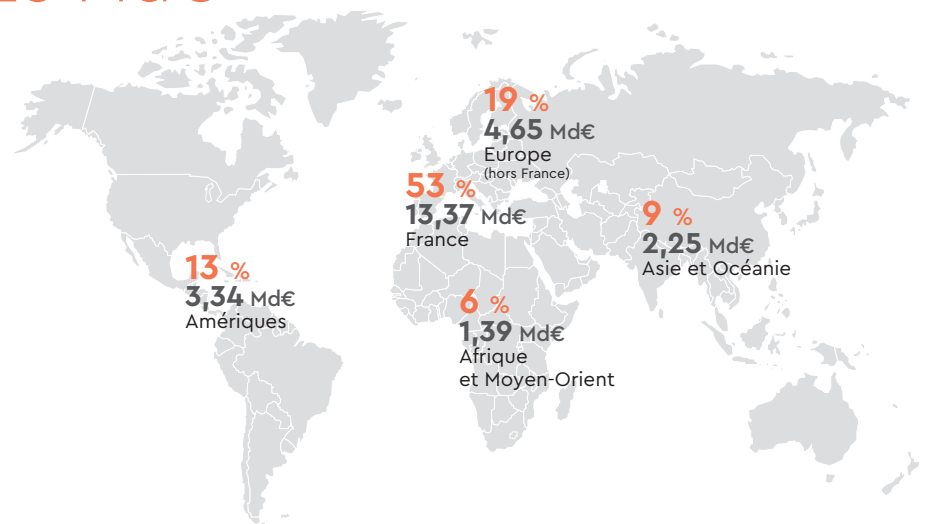 19 %
4,65 Md€
Europe
(hors France)
53 %
13,37 Md€
France
9 %
2,25 Md€
Asie et Océanie
13 %
3,34 Md€
Amériques
6 %
1,39 Md€
Afrique
et Moyen-Orient